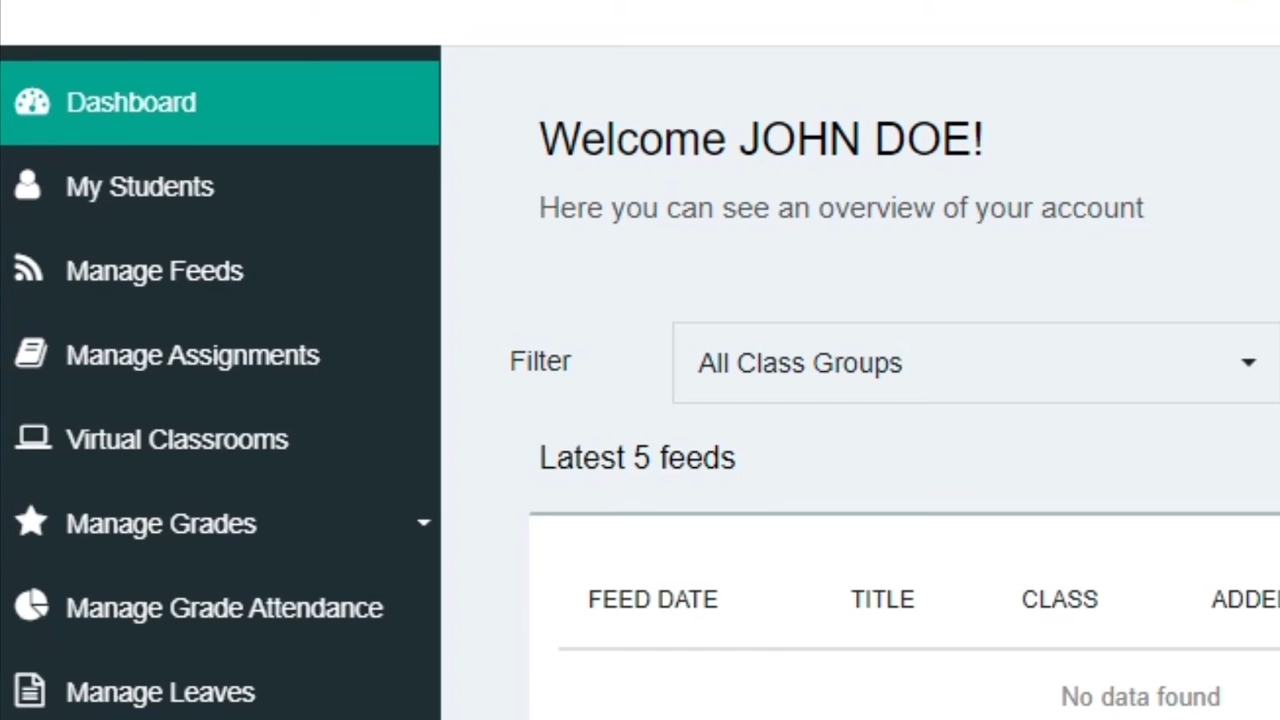 Dashboard
My Students
Manage Feeds
Manage Assignments
Virtual Classrooms
Manage Grades
Manage Grade Attendance
Manage Leaves
Welcome JOHN DOE!
Here you can see an overview of your account
Filter
All Class Groups
Latest 5 feeds
FEED DATE TITLE CLASS
No data found